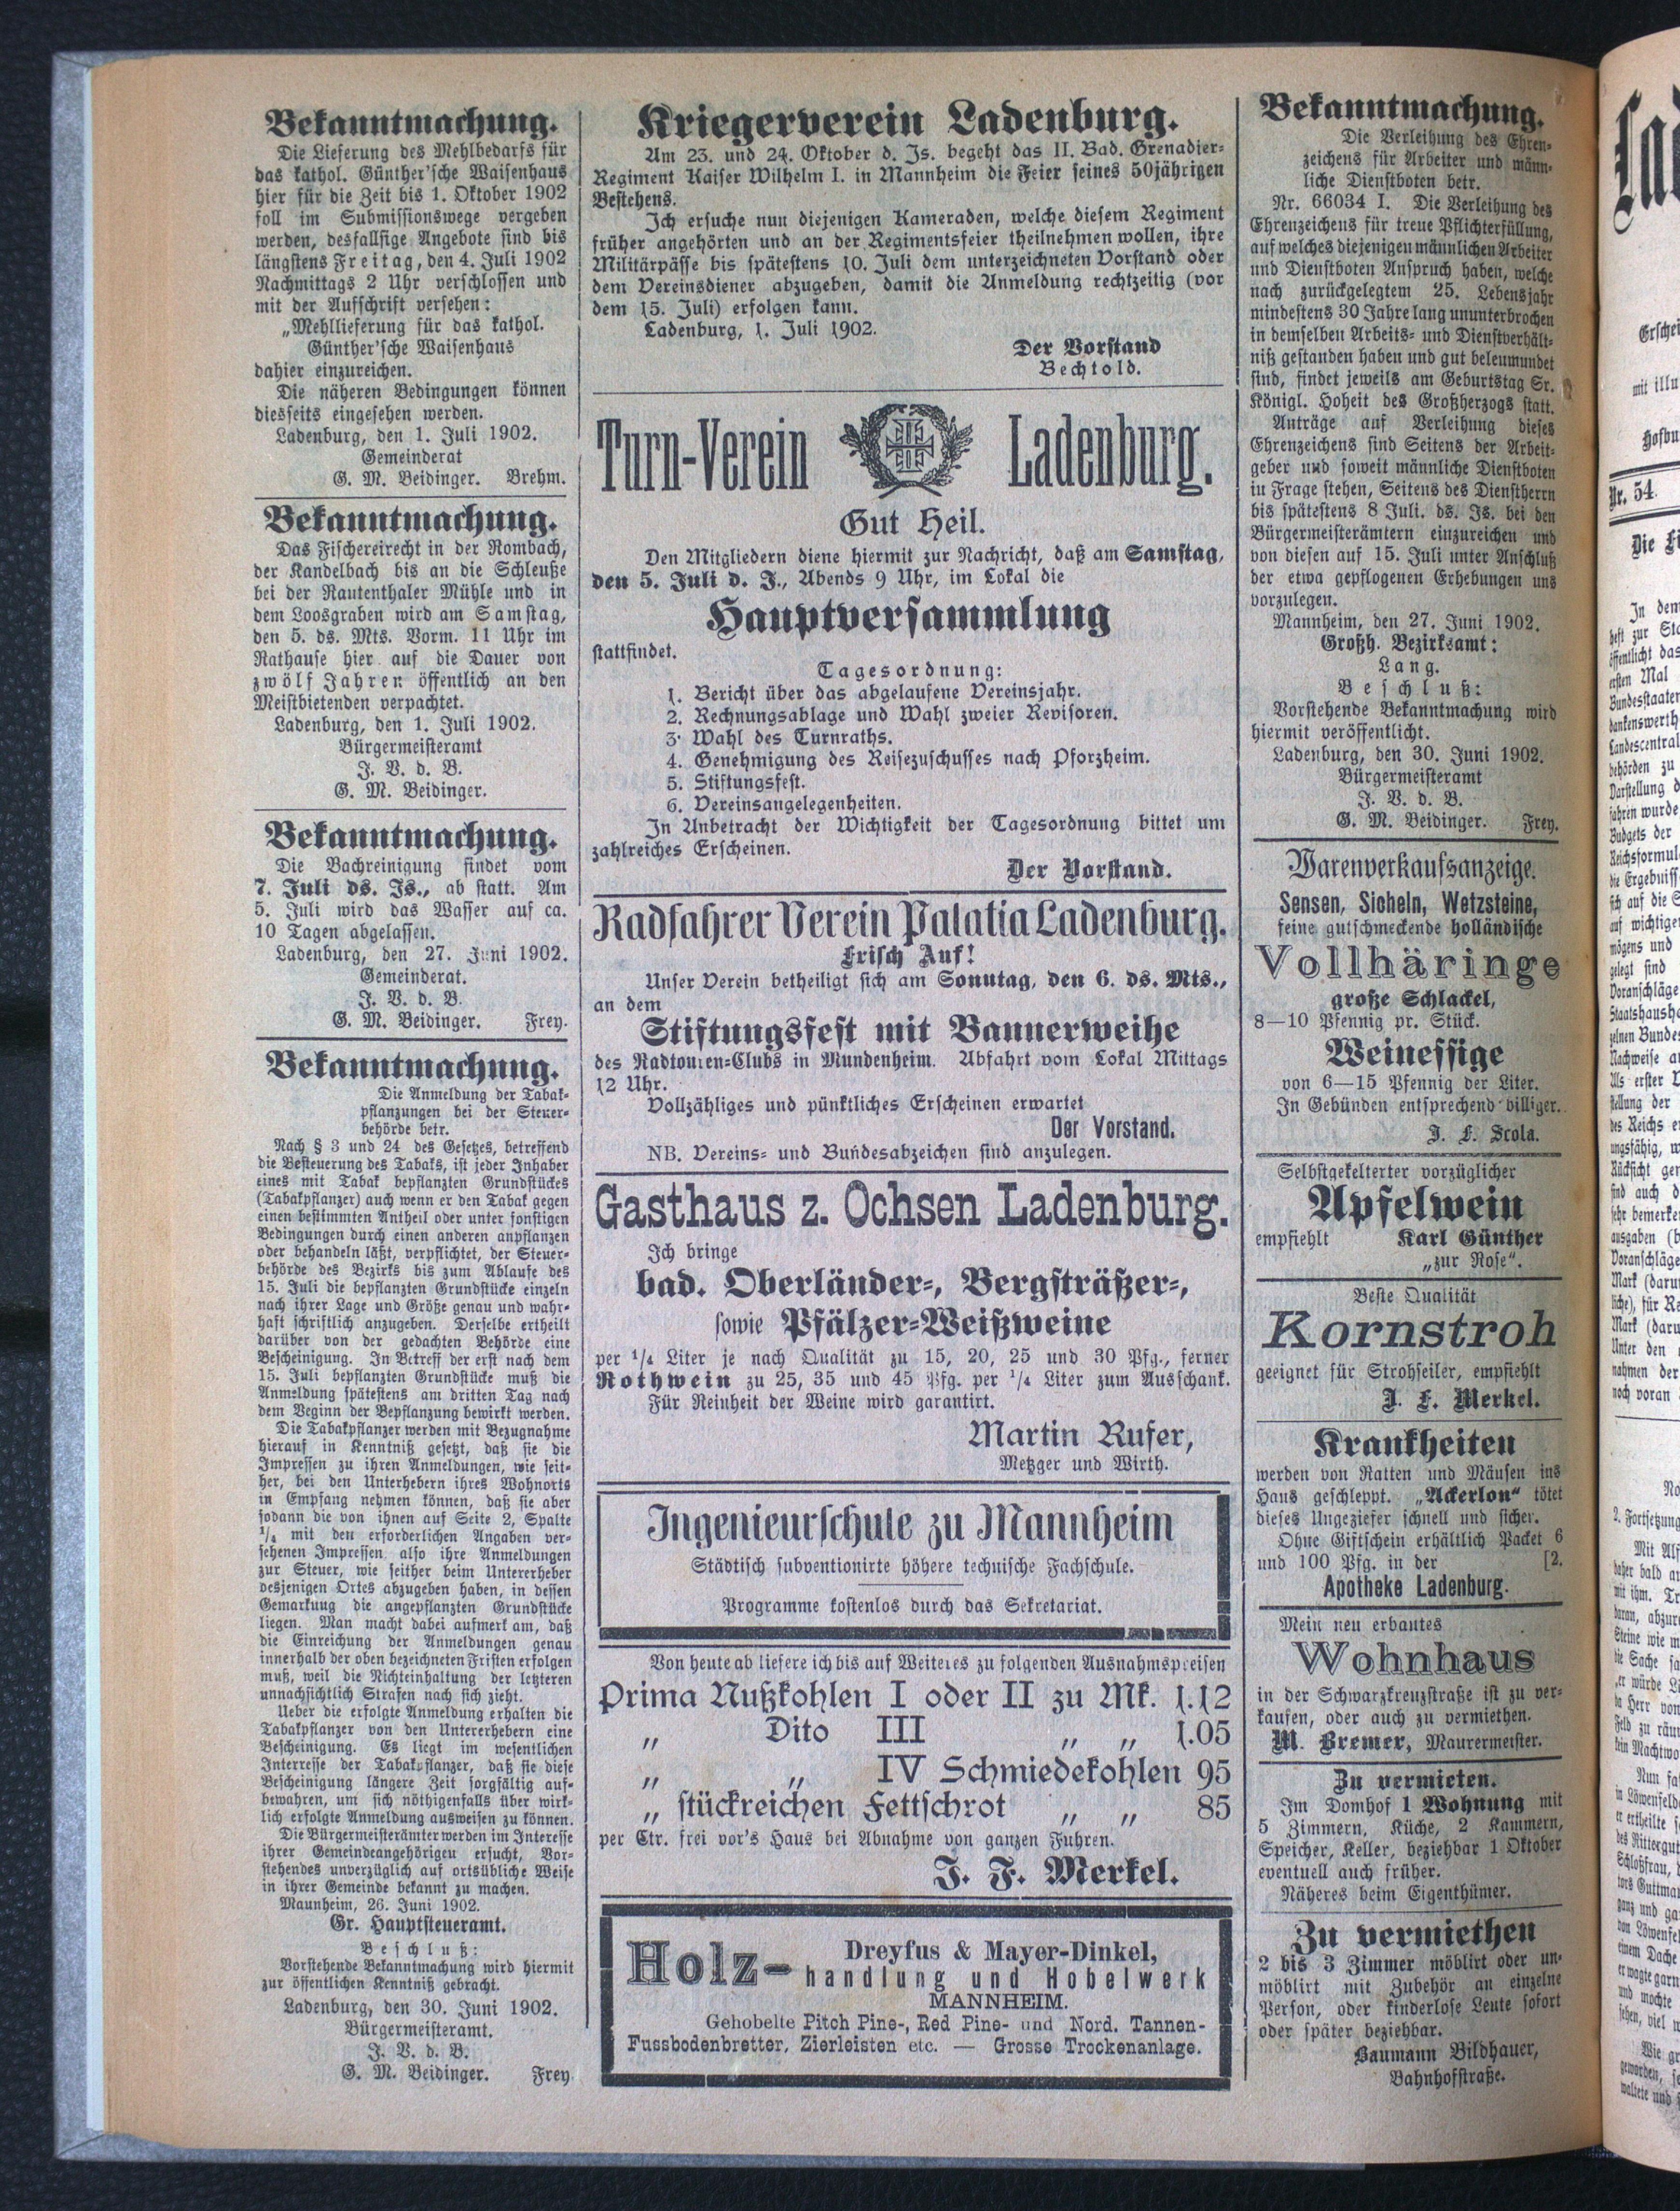 Bekanntmachung.
Die Lieferung des Mehlbedarfs für
das kathol. Günther'sche Waisenhaus
hier für die Zeit bis 1. Oktober 1902
soll im Submissionswege vergeben
werden, desfallsige Angebote sind bis
längstens Freitag, den 4. Juli 1902
Nachmittags 2 Uhr verschlossen und
mit der Aufschrift versehen:
„Mehllieferung für das kathol.
Günther'sche Waisenhaus
dahier einzureichen.
Die näheren Bedingungen können
diesseits eingesehen werden.
Ladenburg, den 1. Juli 1902.
Gemeinderat
G. M. Beidinger. Brehm.
Bekanntmachung.
Das Fischereirecht in der Rombach,
der Kandelbach bis an die Schleuße
bei der Rautenthaler Mühle und in
dem Loosgraben wird am Samstag,
den 5. ds. Mts. Vorm. 11 Uhr im
Rathause hier auf die Dauer von
zwölf Jahren öffentlich an den
Meistbietenden verpachtet.
Ladenburg, den 1. Juli 1902.
Bürgermeisteramt
J. V. d. B.
G. M. Beidinger.
Bekanntmachung.
Die Bachreinigung findet vom
7. Juli ds. Js., ab statt. Am
5. Juli wird das Wasser auf ca.
10 Tagen abgelassen.
Ladenburg, den 27. Juni 1902.
Gemeinderat.
J. V. d. B.
G. M. Beidinger. Frey.
Bekanntmachung.
Die Anmeldung der Tabak-
pflanzungen bei der Steuer-
behörde betr.
Nach § 3 und 24 des Gesetzes, betreffend
die Besteuerung des Tabaks, ist jeder Inhaber
eines mit Tabak bepflanzten Grundstückes
(Tabakpflanzer) auch wenn er den Tabak gegen
einen bestimmten Antheil oder unter sonstigen
Bedingungen durch einen anderen anpflanzen
oder behandeln läßt, verpflichtet, der Steuer-
behörde des Bezirks bis zum Ablaufe des
15. Juli die bepflanzten Grundstücke einzeln
nach ihrer Lage und Größe genau und wahr-
haft schriftlich anzugeben. Derselbe ertheilt
darüber von der gedachten Behörde eine
Bescheinigung. In Betreff der erst nach dem
15. Juli bepflanzten Grundstücke muß die
Anmeldung spätestens am dritten Tag nach
dem Beginn der Bepflanzung bewirkt werden.
Die Tabakpflanzer werden mit Bezugnahme
hierauf in Kenntniß gesetzt, daß sie die
Impressen zu ihren Anmeldungen, wie seit-
her, bei den Unterhebern ihres Wohnorts
in Empfang nehmen können, daß sie aber
sodann die von ihnen auf Seite 2, Spalte
1/4 mit den erforderlichen Angaben ver-
sehenen Impressen also ihre Anmeldungen
zur Steuer, wie seither beim Untererheber
desjenigen Ortes abzugeben haben, in dessen
Gemarkung die angepflanzten Grundstücke
liegen. Man macht dabei aufmerkam, daß
die Einreichung der Anmeldungen genau
innerhalb der oben bezeichneten Fristen erfolgen
muß, weil die Nichteinhaltung der letzteren
unnachsichtlich Strafen nach sich zieht.
Ueber die erfolgte Anmeldung erhalten die
Tabakpflanzer von den Untererhebern eine
Bescheinigung. Es liegt im wesentlichen
Interresse der Tabakpflanzer, daß sie diese
Bescheinigung längere Zeit sorgfältig auf-
bewahren, um sich nöthigenfalls über wirk-
lich erfolgte Anmeldung ausweisen zu können.
Die Bürgermeisterämter werden im Interesse
ihrer Gemeindeangehörigen ersucht, Vor-
stehendes unverzüglich auf ortsübliche Weise
in ihrer Gemeinde bekannt zu machen.
Mannheim, 26. Juni 1902.
Gr. Hauptsteueramt.
Beschluß:
Vorstehende Bekanntmachung wird hiermit
zur öffentlichen Kenntniß gebracht.
Ladenburg, den 30. Juni 1902.
Bürgermeisteramt.
J. V. d. B.
G. M. Beidinger. Frey.
Kriegerverein Ladenburg.
Am 23. und 24. Oktober d. Js. begeht das II. Bad. Grenadier-
Regiment Kaiser Wilhelm I. in Mannheim die Feier seines 50jährigen
Bestehens.
Ich ersuche nun diejenigen Kameraden, welche diesem Regiment
früher angehörten und an der Regimentsfeier theilnehmen wollen, ihre
Militärpässe bis spätestens 10. Juli dem unterzeichneten Vorstand oder
dem Vereinsdiener abzugeben, damit die Anmeldung rechtzeitig (vor
dem 15. Juli) erfolgen kann.
Ladenburg, 1. Juli 1902.
Der Vorstand
Bechtold.
Turn-Verein Ladenburg.
Gut Heil.
Den Mitgliedern diene hiermit zur Nachricht, daß am Samstag,
den 5. Juli d. J., Abends 9 Uhr, im Lokal die
Hauptversammlung
stattfindet.
Tagesordnung:
1. Bericht über das abgelaufene Vereinsjahr.
2. Rechnungsablage und Wahl zweier Revisoren.
3. Wahl des Turnraths.
4. Genehmigung des Reisezuschusses nach Pforzheim.
5. Stiftungsfest.
6. Vereinsangelegenheiten.
In Anbetracht der Wichtigkeit der Tagesordnung bittet um
zahlreiches Erscheinen.
Der Vorstand.
Radfahrer Verein Palatia Ladenburg.
Frisch Auf!
Unser Verein betheiligt sich am Sonntag, den 6. ds. Mts.,
an dem
Stiftungsfest mit Bannerweihe
des Radtouren-Clubs in Mundenheim. Abfahrt vom Lokal Mittags
12 Uhr.
Vollzähliges und pünktliches Erscheinen erwartet
Der Vorstand.
NB. Vereins- und Bundesabzeichen sind anzulegen.
Gasthaus z. Ochsen Ladenburg.
Ich bringe
bad. Oberländer-, Bergsträßer-,
sowie Pfälzer-Weißweine
per 1/4 Liter je nach Qualität zu 15, 20, 25 und 30 Pfg., ferner
Rothwein zu 25, 35 und 45 Pfg. per 1/4 Liter zum Ausschank.
Für Reinheit der Weine wird garantirt.
Martin Rufer,
Metzger und Wirth.
Ingenieurschule zu Mannheim
Städtisch subventionirte höhere technische Fachschule.
Programme kostenlos durch das Sekretariat.
Von heute ab liefere ich bis auf Weiteres zu folgenden Ausnahmspreisen
Prima Nußkohlen I oder II zu Mk. 1.12
„ Dito III „ „ 1.05
„ „ IV Schmiedekohlen 95
„ stückreichen Fettschrot „ „ 85
per Ctr. frei vor's Haus bei Abnahme von ganzen Fuhren.
J. F. Merkel.
Dreyfus & Mayer-Dinkel,
Holz-handlung und Hobelwerk
MANNHEIM.
Gehobelte Pitch Pine-, Red Pine- und Nord. Tannen-
Fussbodenbretter, Zierleisten etc. — Grosse Trockenanlage.
Bekanntmachung.
Die Verleihung des Ehren-
zeichens für Arbeiter und männ-
liche Dienstboten betr.
Nr. 66034 I. Die Verleihung des
Ehrenzeichens für treue Pflichterfüllung,
auf welches diejenigen männlichen Arbeiter
und Dienstboten Anspruch haben, welche
nach zurückgelegtem 25. Lebensjahr
mindestens 30 Jahre lang ununterbrochen
in demselben Arbeits- und Dienstverhält-
niß gestanden haben und gut beleumundet
sind, findet jeweils am Geburtstag Sr.
Königl. Hoheit des Großherzogs statt.
Anträge auf Verleihung dieses
Ehrenzeichens sind Seitens der Arbeit-
geber und soweit männliche Dienstboten
in Frage stehen, Seitens des Dienstherrn
bis spätestens 8 Juli. ds. Js. bei den
Bürgermeisterämtern einzureichen und
von diesen auf 15. Juli unter Anschluß
der etwa gepflogenen Erhebungen uns
vorzulegen.
Mannheim, den 27. Juni 1902.
Großh. Bezirksamt:
Lang.
Beschluß:
Vorstehende Bekanntmachung wird
hiermit veröffentlicht.
Ladenburg, den 30. Juni 1902.
Bürgermeisteramt
J. V. d. B.
G. M. Beidinger. Frey.
Warenverkaufsanzeige.
Sensen, Sicheln, Wetzsteine,
feine gutschmeckende holländische
Vollhäringe
große Schlackel,
8—10 Pfennig pr. Stück.
Weinessige
von 6—15 Pfennig der Liter.
In Gebünden entsprechend billiger.
J. F. Scola.
Selbstgekelterter vorzüglicher
Apfelwein
empfiehlt Karl Günther
„zur Rose“.
Beste Qualität
Kornstroh
geeignet für Strohseiler, empfiehlt
J. F. Merkel.
Krankheiten
werden von Ratten und Mäusen ins
Haus geschleppt. „Ackerlon“ tötet
dieses Ungeziefer schnell und sicher.
Ohne Giftschein erhältlich Packet 6
und 100 Pfg. in der [2.
Apotheke Ladenburg.
Mein neu erbautes
Wohnhaus
in der Schwarzkreuzstraße ist zu ver-
kaufen, oder auch zu vermiethen.
M. Bremer, Maurermeister.
Zu vermieten.
Im Domhof 1 Wohnung mit
5 Zimmern, Küche, 2 Kammern,
Speicher, Keller, beziehbar 1 Oktober
eventuell auch früher.
Näheres beim Eigenthümer.
Zu vermiethen
2 bis 3 Zimmer möblirt oder un-
möblirt mit Zubehör an einzelne
Person, oder kinderlose Leute sofort
oder später beziehbar.
Baumann Bildhauer,
Bahnhofstraße.
Nr. 54.